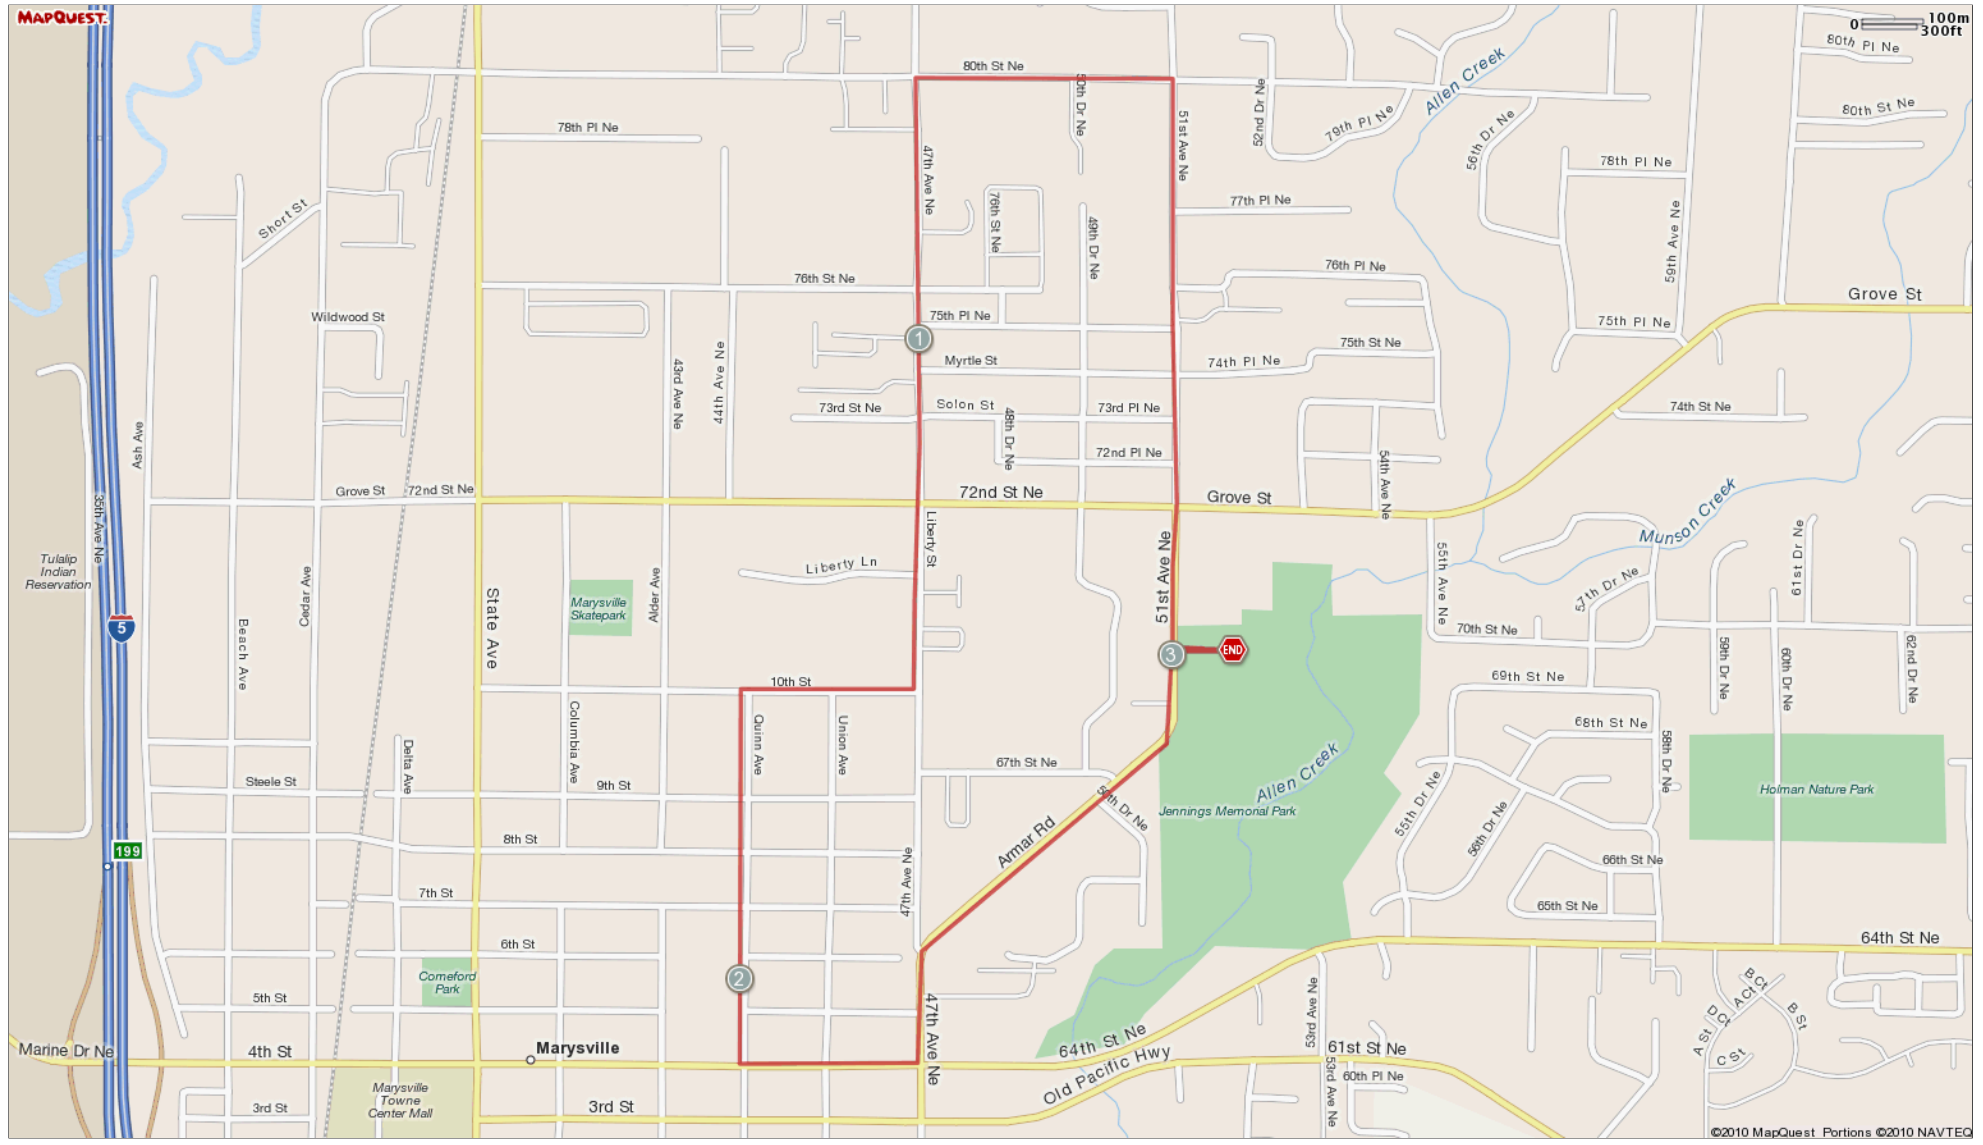 MAPQUEST.
0 100m
300ft
80th St Ne
80th Pl Ne
Allen Creek
50th Dr Ne
51st Ave Ne
52nd Dr Ne
79th Pl Ne
56th Dr Ne
80th St Ne
78th Pl Ne
47th Ave Ne
78th Pl Ne
Short St
76th St Ne
49th Dr Ne
77th Pl Ne
59th Ave Ne
76th St Ne
76th Pl Ne
Grove St
Wildwood St
75th Pl Ne
75th Pl Ne
1
43rd Ave Ne
44th Ave Ne
Myrtle St
74th Pl Ne
75th St Ne
73rd St Ne
Solon St
48th Dr Ne
73rd Pl Ne
74th St Ne
Ash Ave
72nd Pl Ne
54th Ave Ne
35th Ave Ne
Grove St
72nd St Ne
72nd St Ne
Grove St
Munson Creek
Liberty St
51st Ave Ne
55th Ave Ne
61st Dr Ne
Tulalip
Indian
Reservation
Cedar Ave
Liberty Ln
57th Dr Ne
Marysville
Skatepark
Alder Ave
State Ave
5
Beach Ave
70th St Ne
59th Dr Ne
60th Dr Ne
62nd Dr Ne
3
END
10th St
69th St Ne
Columbia Ave
Quinn Ave
Union Ave
68th St Ne
58th Dr Ne
Delta Ave
67th St Ne
Allen Creek
Steele St
9th St
50th Dr Ne
Jennings Memorial Park
55th Dr Ne
56th Dr Ne
Holman Nature Park
8th St
Armar Rd
199
66th St Ne
47th Ave Ne
7th St
65th St Ne
6th St
64th St Ne
Comeford
Park
2
5th St
47th Ave Ne
53rd Ave Ne
B Ct
A Ct
D Ct
B St
A St
C St
Marine Dr Ne
4th St
Marysville
64th St Ne
61st St Ne
Old Pacific Hwy
53rd Ave Ne
60th Pl Ne
Marysville
Towne
Center Mall
3rd St
3rd St
©2010 MapQuest Portions ©2010 NAVTEQ